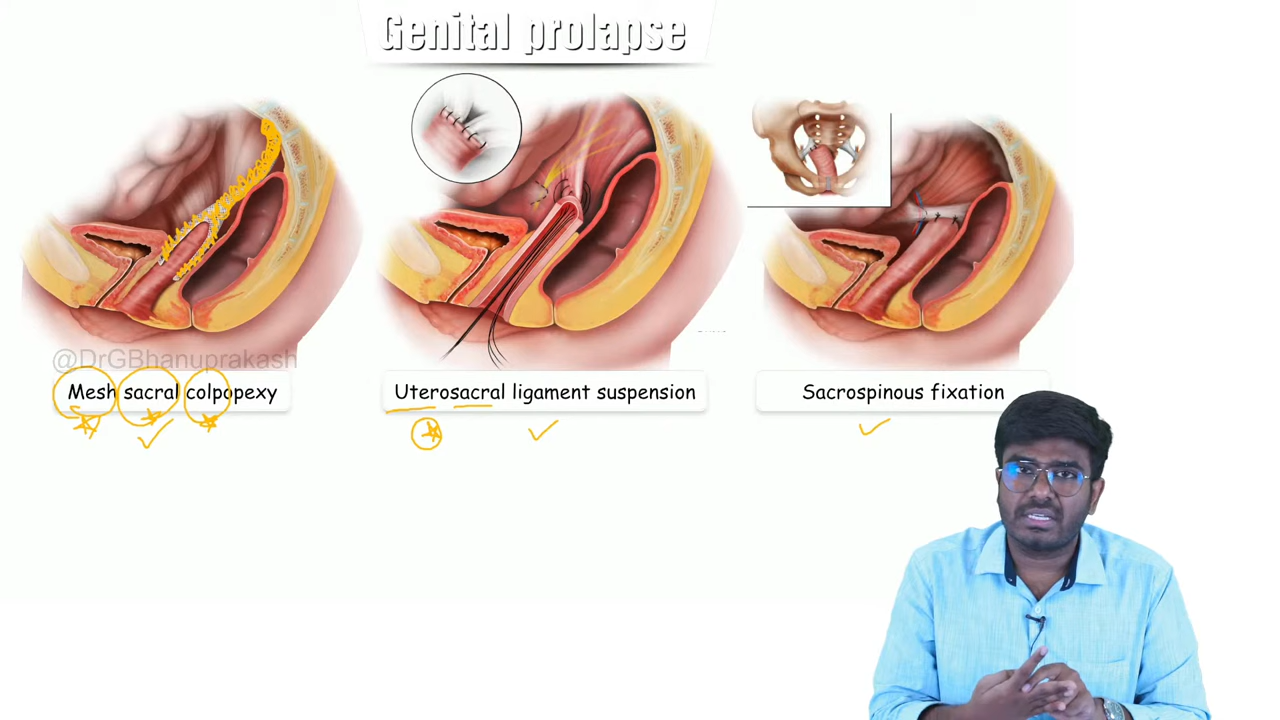 Genital prolapse
@DrGBhanuprakash
Mesh sacral colpopexy
Uterosacral ligament suspension
Sacrospinous fixation